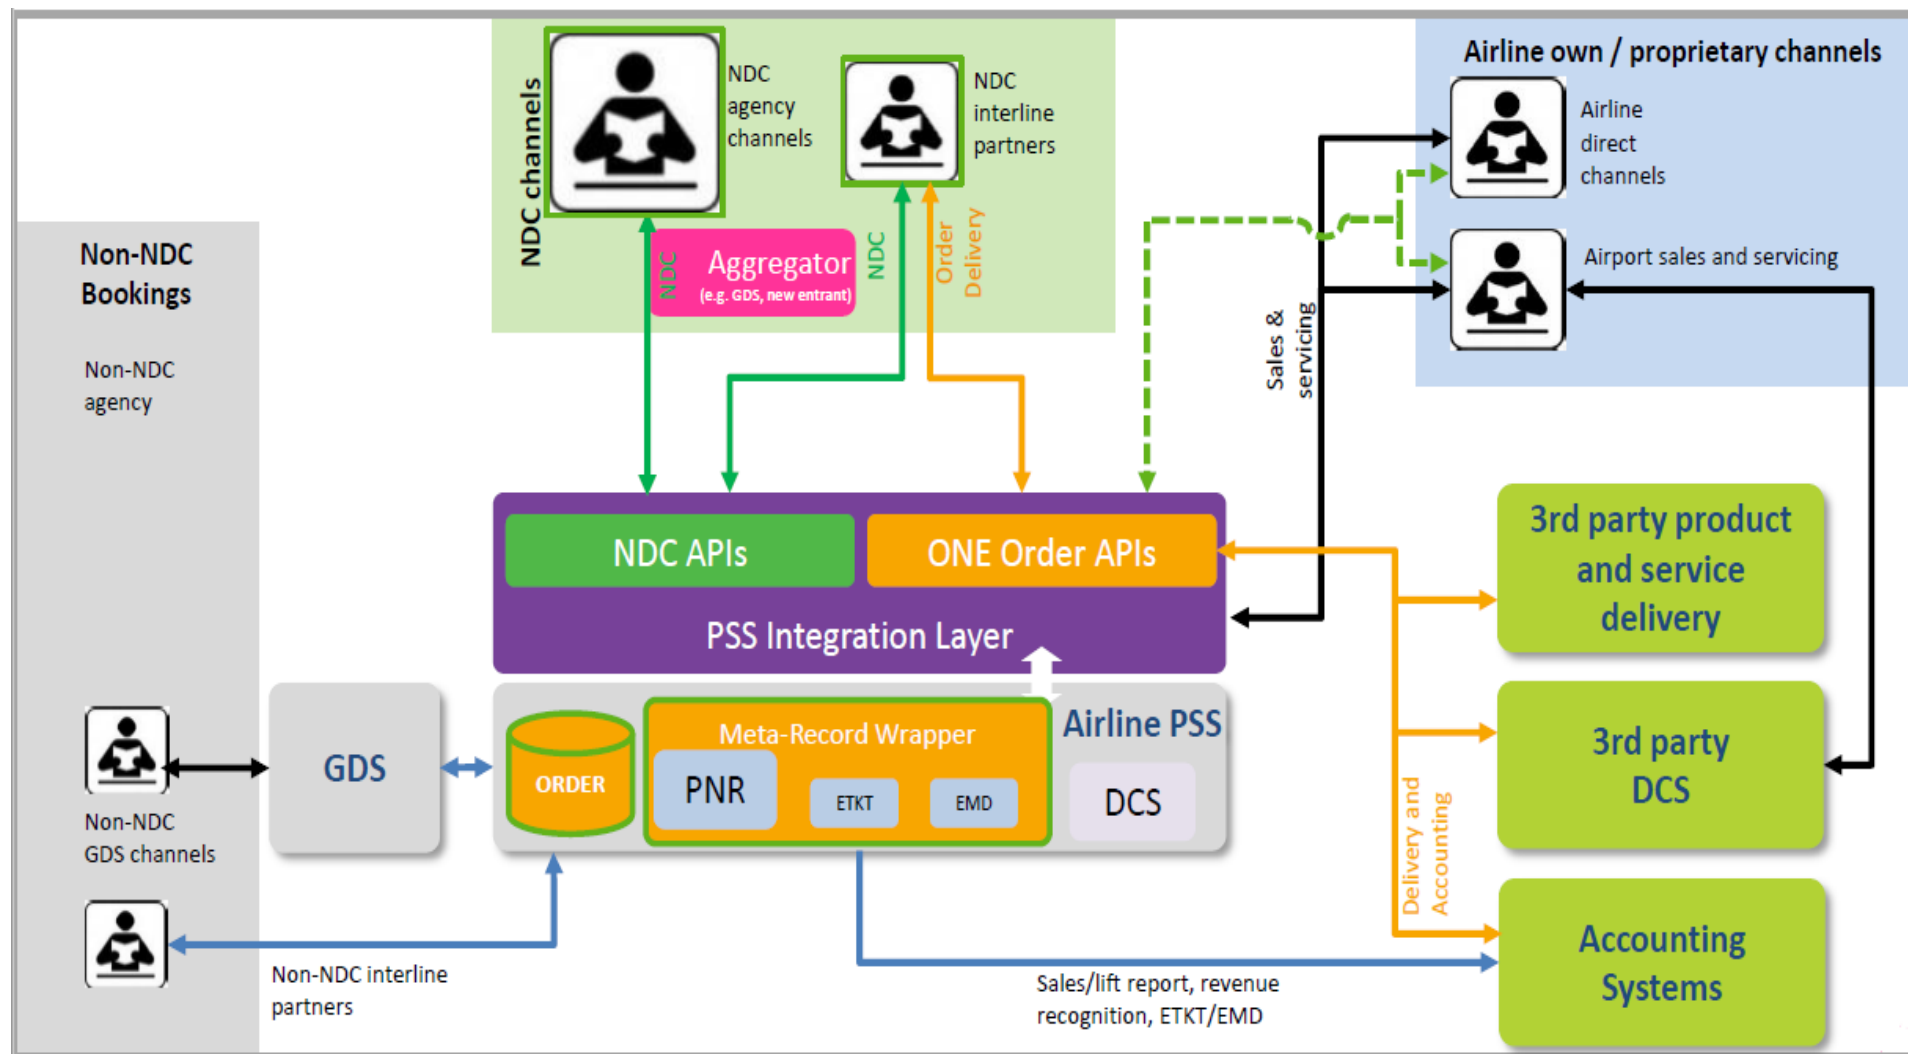 NDC channels
NDC
agency
channels
NDC
interline
partners
Airline own / proprietary channels
Airline
direct
channels
Airport sales and servicing
Non-NDC
Bookings
Non-NDC
agency
NDC
Aggregator
(e.g. GDS, new entrant)
NDC
Order
Delivery
Sales &
servicing
NDC APIs
ONE Order APIs
PSS Integration Layer
3rd party product
and service
delivery
GDS
ORDER
Meta-Record Wrapper
PNR
ETKT
EMD
Airline PSS
DCS
3rd party
DCS
Non-NDC
GDS channels
Delivery and
Accounting
Accounting
Systems
Non-NDC interline
partners
Sales/lift report, revenue
recognition, ETKT/EMD